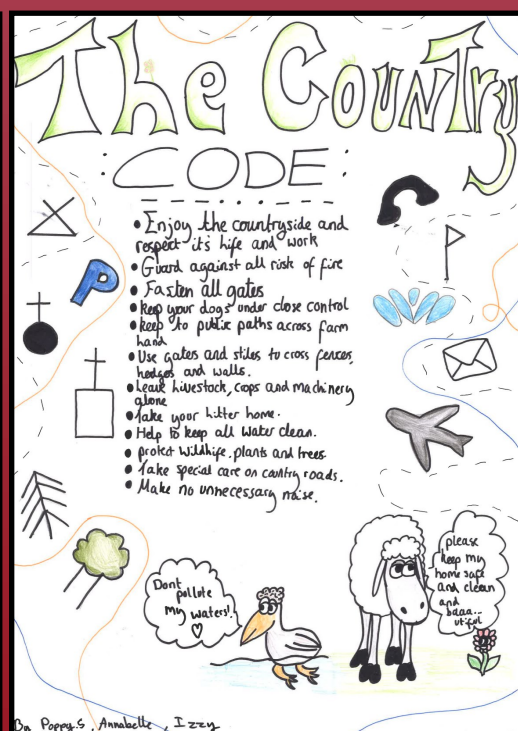 The Country
:CODE:
• Enjoy the countryside and
respect it's life and work
• Guard against all risk of fire
• Fasten all gates
• keep your dogs under close control
• keep to public paths across farm
land
• Use gates and stiles to cross fences,
hedges and walls.
• Leave livestock, crops and machinery
alone
• Take your litter home.
• Help to keep all water clean.
• protect wildlife, plants and trees
• Take special care on country roads.
• Make no unnecessary noise.
P
Dont
pollute
my waters!
please
keep my
home safe
and clean
and
baaa...
utiful
By Poppy.S, Annabelle, Izzy